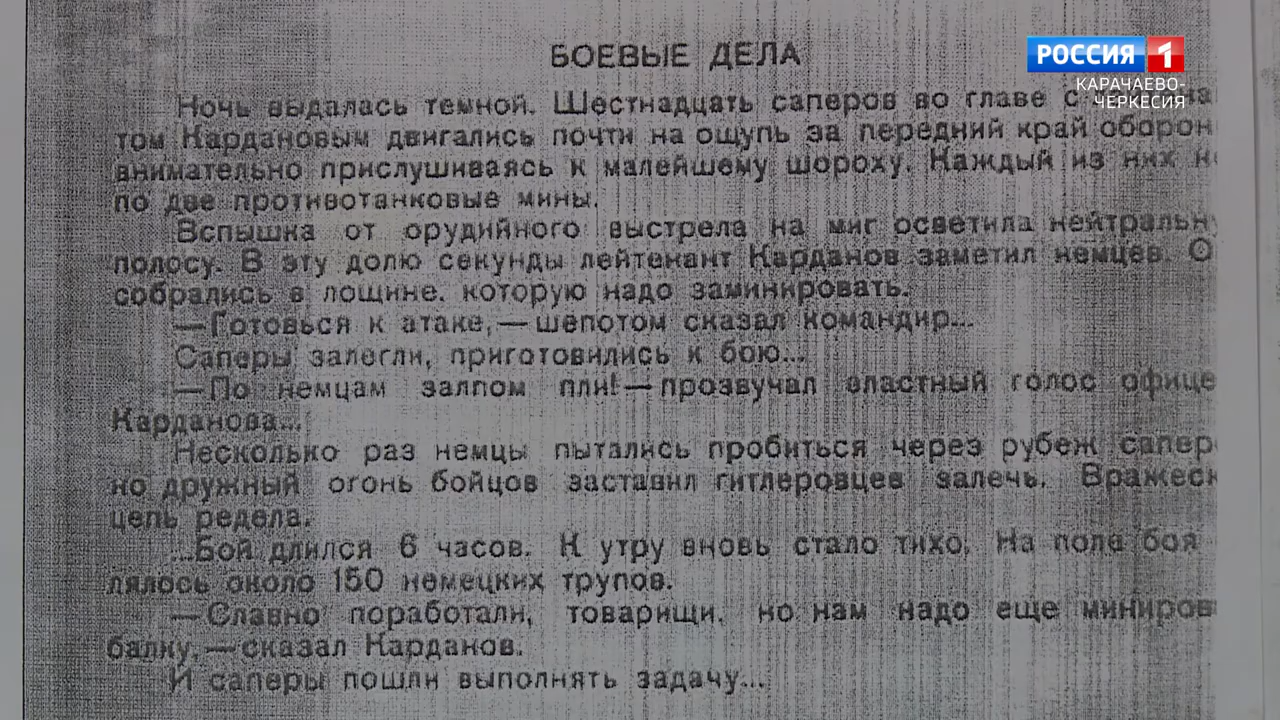 БОЕВЫЕ ДЕЛА
РОССИЯ 1
КАРАЧАЕВО-
ЧЕРКЕСИЯ
Ночь выдалась темной. Шестнадцать саперов во главе с
том Кардановым двигались почти на ощупь за передний край оборон
внимательно прислушиваясь к малейшему шороху. Каждый из них не
по две противотанковые мины.
Вспышка от орудийного выстрела на миг осветила нейтральну
полосу. В эту долю секунды лейтенант Карданов заметил немцев. О
собрались в лощине, которую надо заминировать.
—Готовься к атаке,—шепотом сказал командир...
Саперы залегли, приготовились к бою...
—По немцам залпом пли!—прозвучал властный голос офице
Карданова...
Несколько раз немцы пытались пробиться через рубеж сапер
но дружный огонь бойцов заставил гитлеровцев залечь. Вражеск
цепь редела.
...Бой длился 6 часов. К утру вновь стало тихо. На поле боя
лялось около 150 немецких трупов.
—Славно поработали, товарищи, но нам надо еще миниров
балку,—сказал Карданов.
И саперы пошли выполнять задачу...